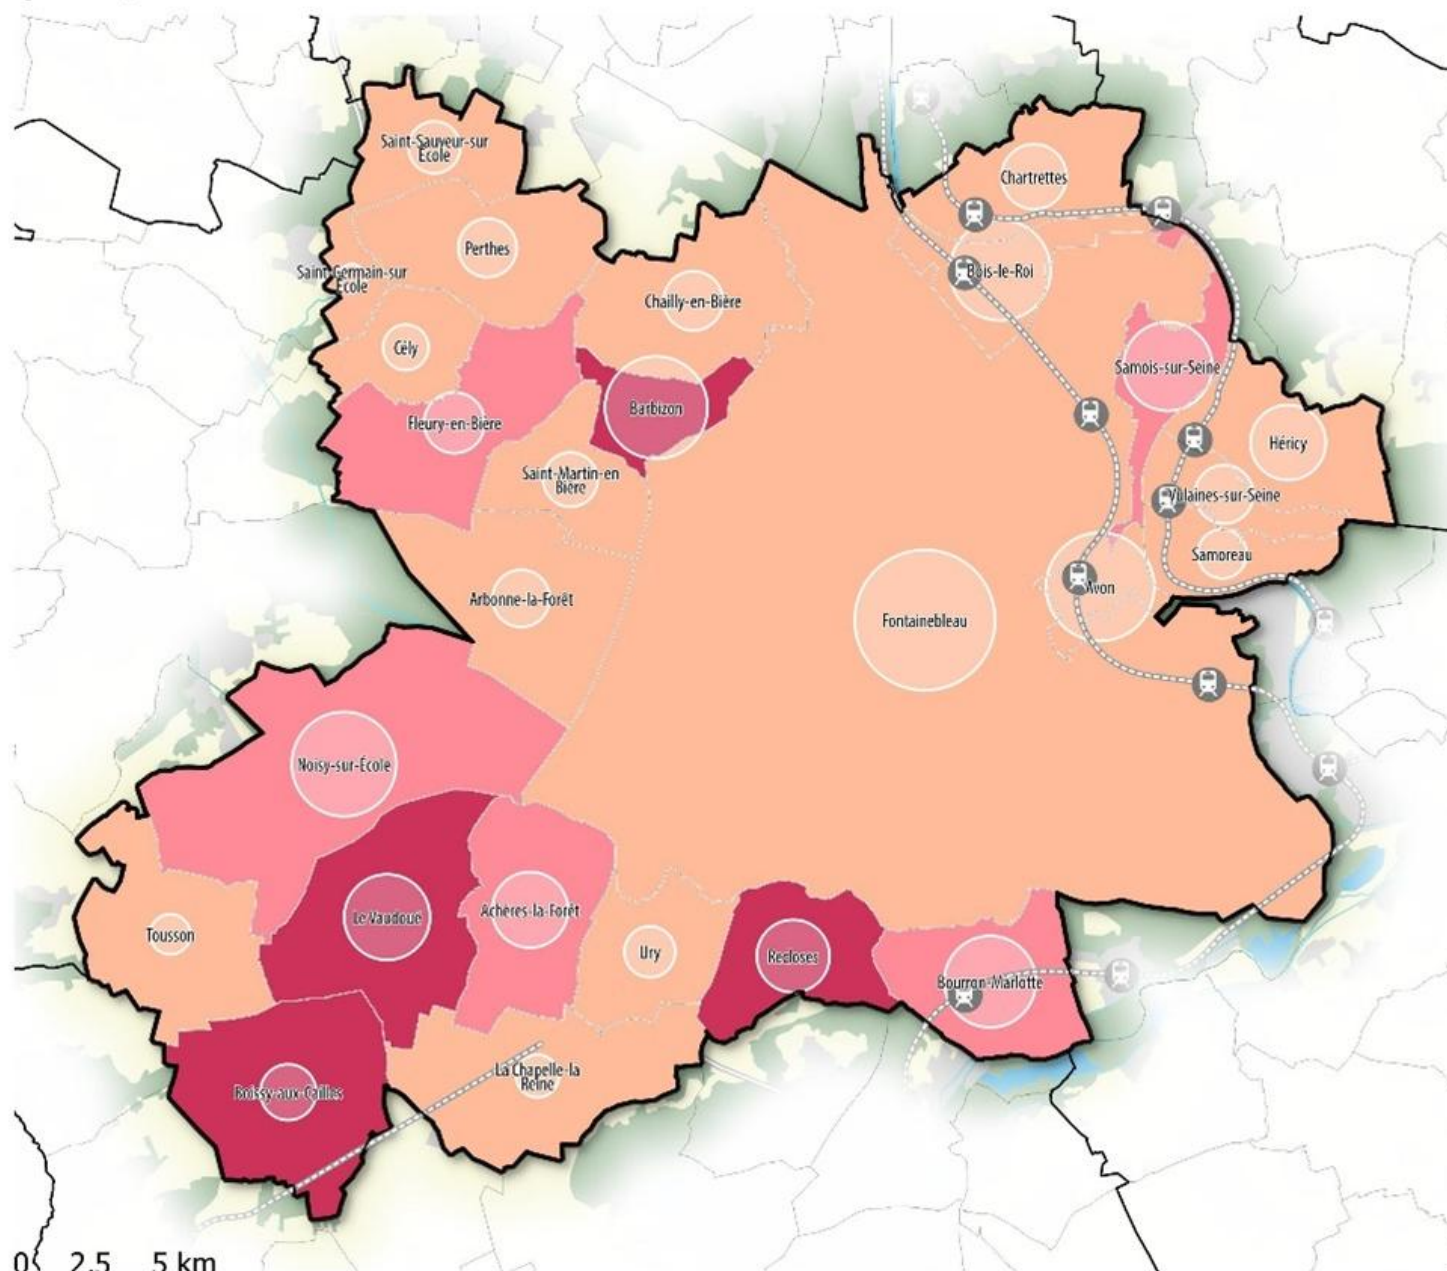 Saint-Sauveur-sur
École
Chartrettes
Perthes
Saint-Germain-sur
École
Bois-le-Roi
Chailly-en-Bière
Cély
Samois-sur-Seine
Barbizon
Fleury-en-Bière
Héricy
Saint-Martin-en
Bière
Vulaines-sur-Seine
Samoreau
Avon
Arbonne-la-Forêt
Fontainebleau
Noisy-sur-École
Achères-la-Forêt
Le Vaudoue
Tousson
Ury
Recloses
Bourron-Marlotte
La Chapelle-la
Reine
Boissy-aux-Cailles
0 2.5 5 km